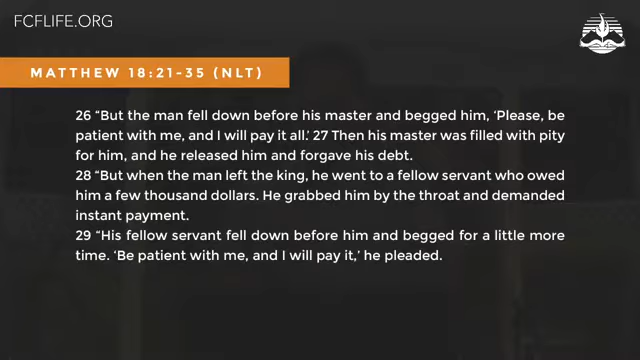 FCFLIFE.ORG
MATTHEW 18:21-35 (NLT)
26 “But the man fell down before his master and begged him, ‘Please, be
patient with me, and I will pay it all.’ 27 Then his master was filled with pity
for him, and he released him and forgave his debt.
28 “But when the man left the king, he went to a fellow servant who owed
him a few thousand dollars. He grabbed him by the throat and demanded
instant payment.
29 “His fellow servant fell down before him and begged for a little more
time. ‘Be patient with me, and I will pay it,’ he pleaded.